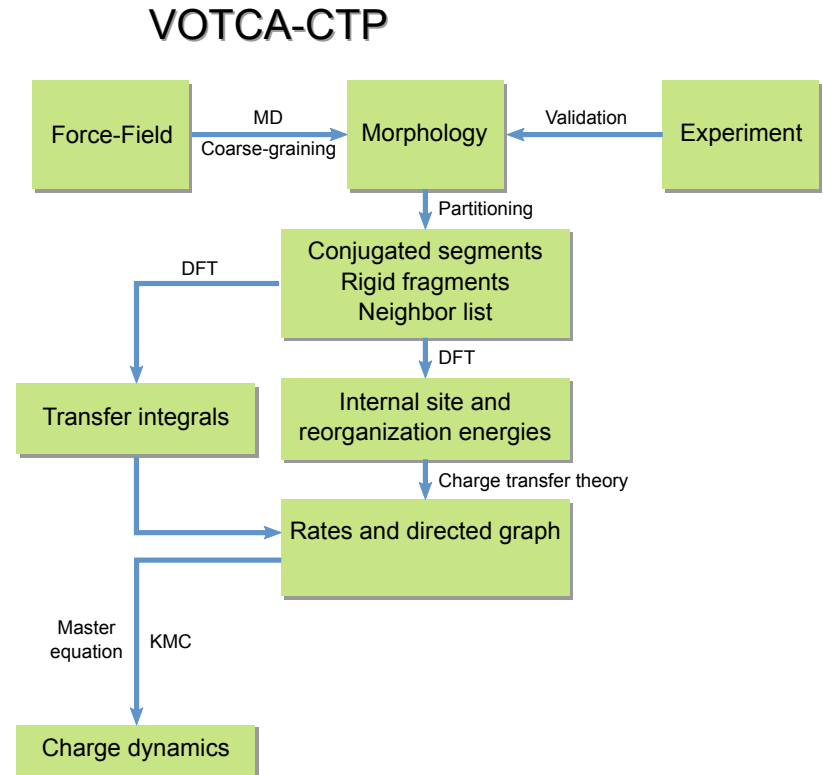 VOTCA-CTP
Force-Field
MD
Coarse-graining
Morphology
Validation
Experiment
Partitioning
Conjugated segments
Rigid fragments
Neighbor list
DFT
DFT
Transfer integrals
Internal site and
reorganization energies
Charge transfer theory
Rates and directed graph
Master
equation
KMC
Charge dynamics